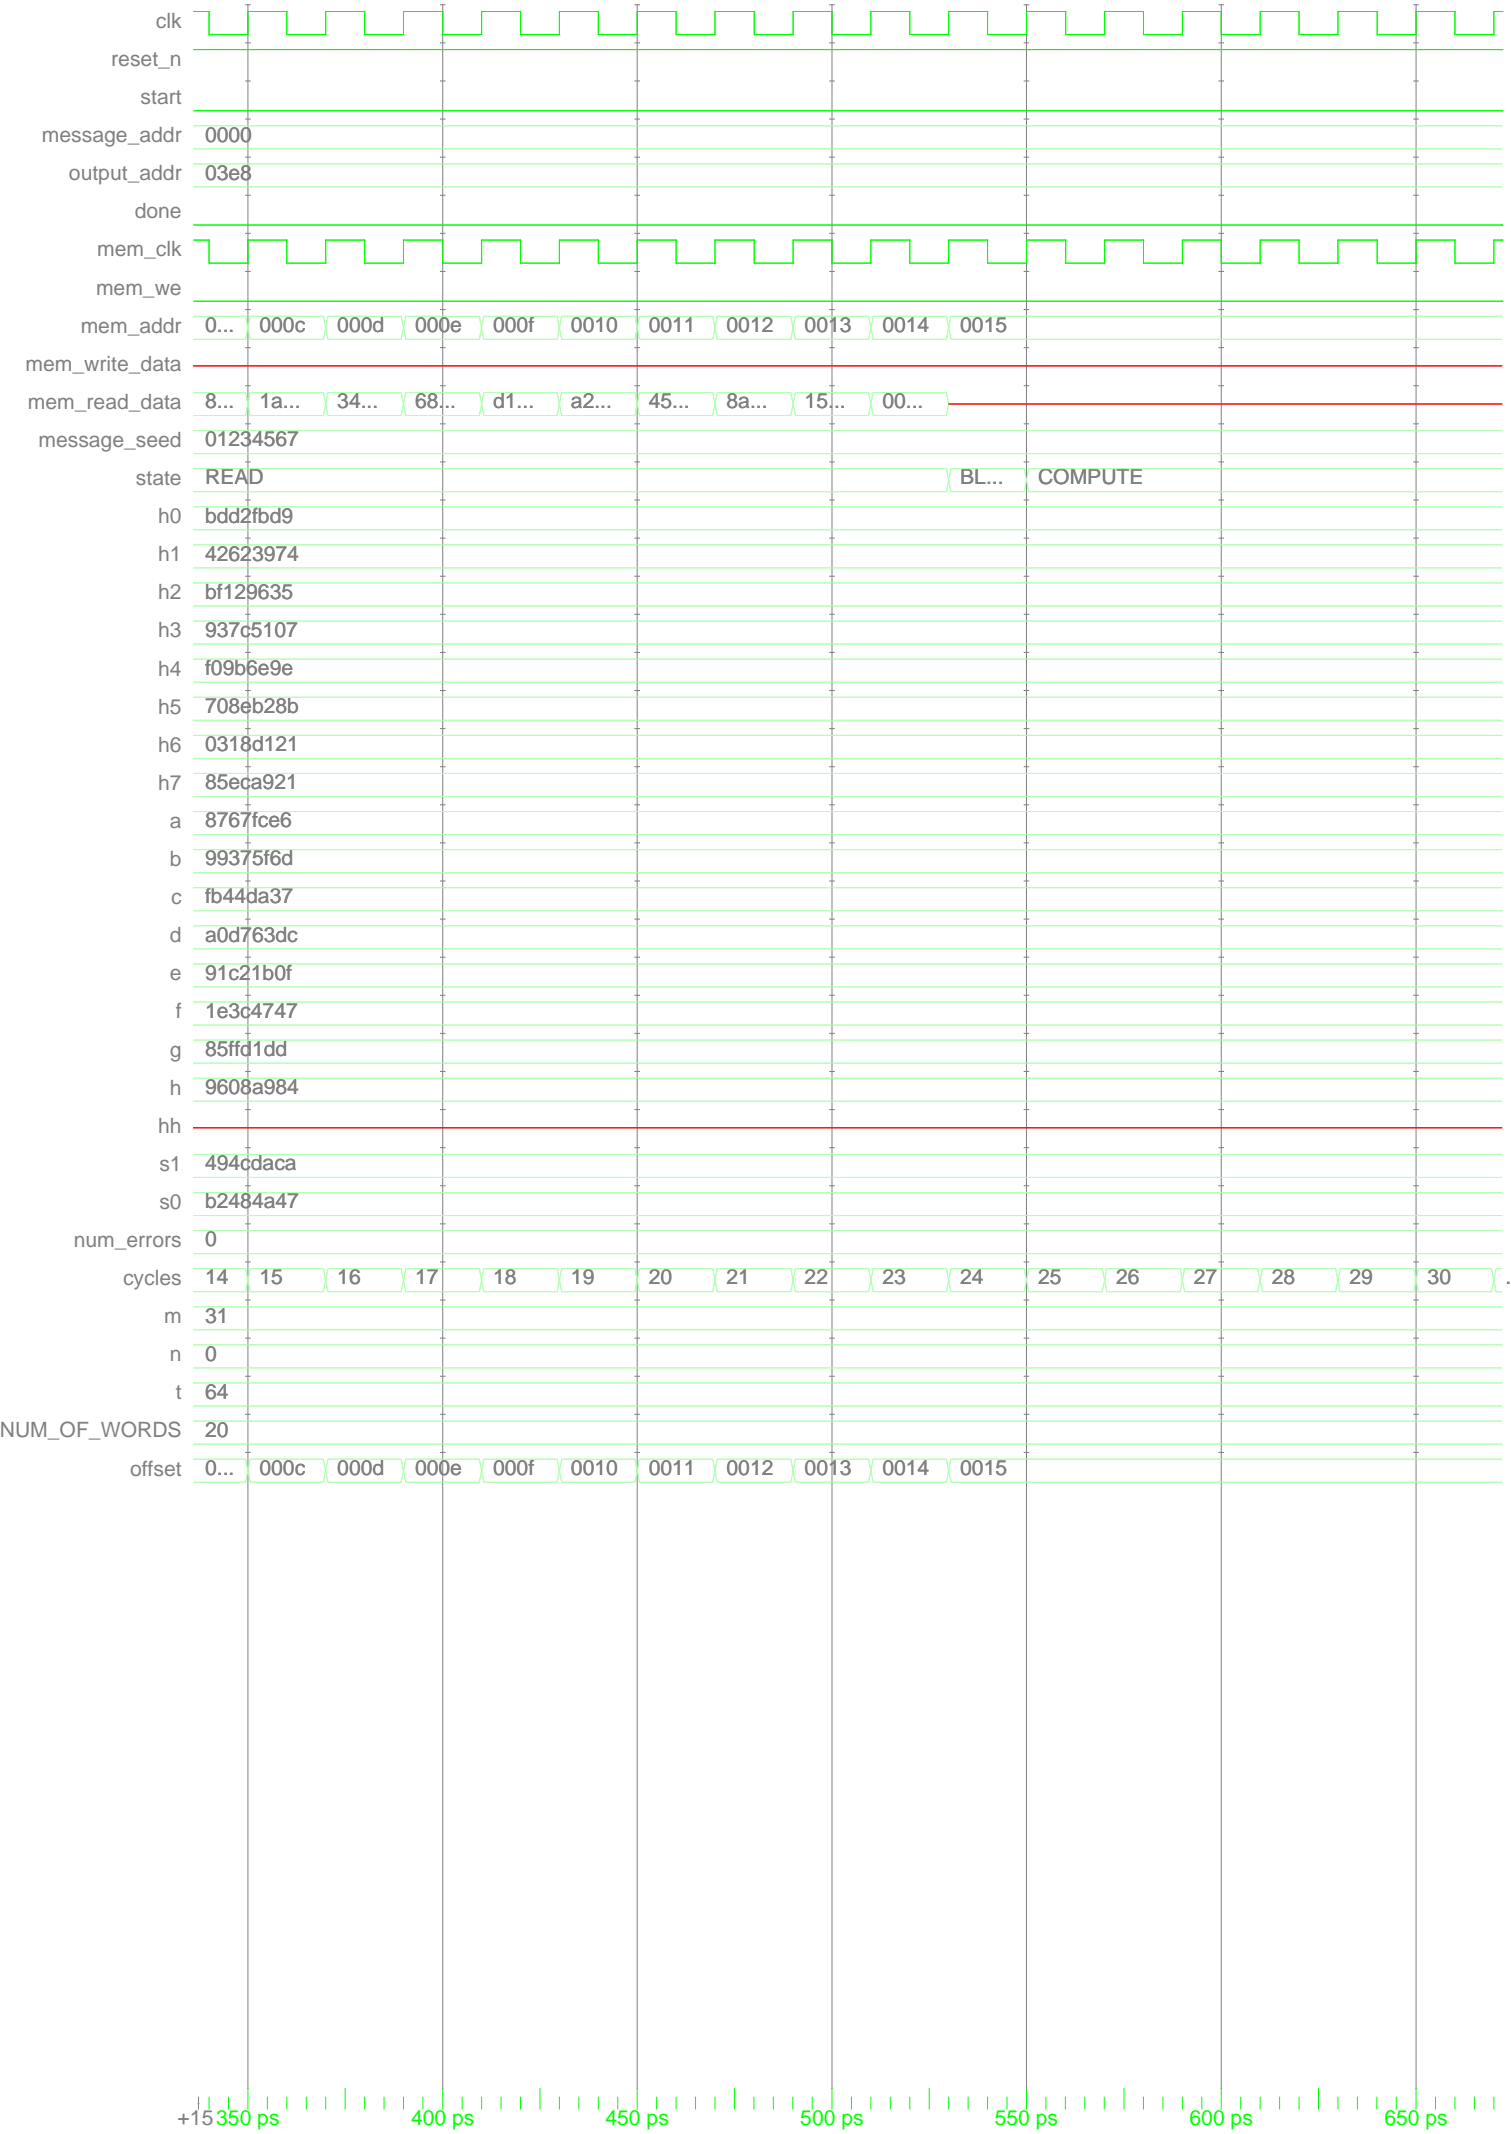 clk
reset_n
start
message_addr 0000
output_addr 03e8
done
mem_clk
mem_we
mem_addr 0... 000c 000d 000e 000f 0010 0011 0012 0013 0014 0015
mem_write_data
mem_read_data 8... 1a... 34... 68... d1... a2... 45... 8a... 15... 00...
message_seed 01234567
state READ BL... COMPUTE
h0 bdd2fbd9
h1 42623974
h2 bf129635
h3 937c5107
h4 f09b6e9e
h5 708eb28b
h6 0318d121
h7 85eca921
a 8767fce6
b 99375f6d
c fb44da37
d a0d763dc
e 91c21b0f
f 1e3c4747
g 85ffd1dd
h 9608a984
hh
s1 494cdaca
s0 b2484a47
num_errors 0
cycles 14 15 16 17 18 19 20 21 22 23 24 25 26 27 28 29 30 .
m 31
n 0
t 64
NUM_OF_WORDS 20
offset 0... 000c 000d 000e 000f 0010 0011 0012 0013 0014 0015
+15 350 ps 400 ps 450 ps 500 ps 550 ps 600 ps 650 ps